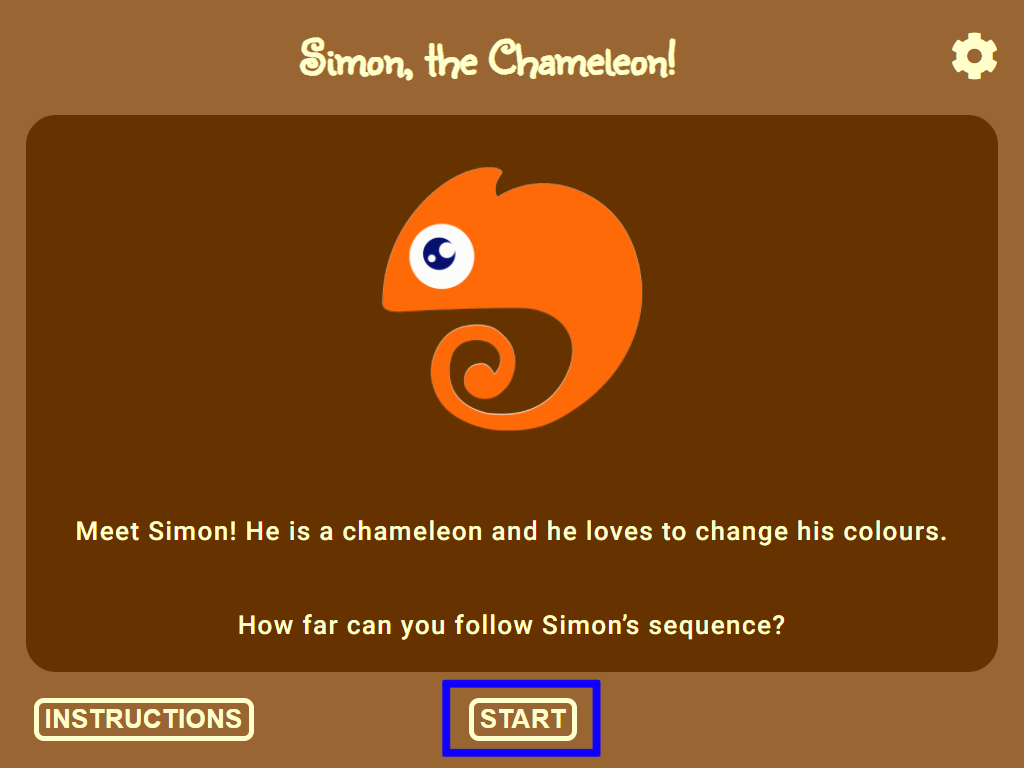 Simon, the Chameleon!
Meet Simon! He is a chameleon and he loves to change his colours.
How far can you follow Simon’s sequence?
INSTRUCTIONS
START